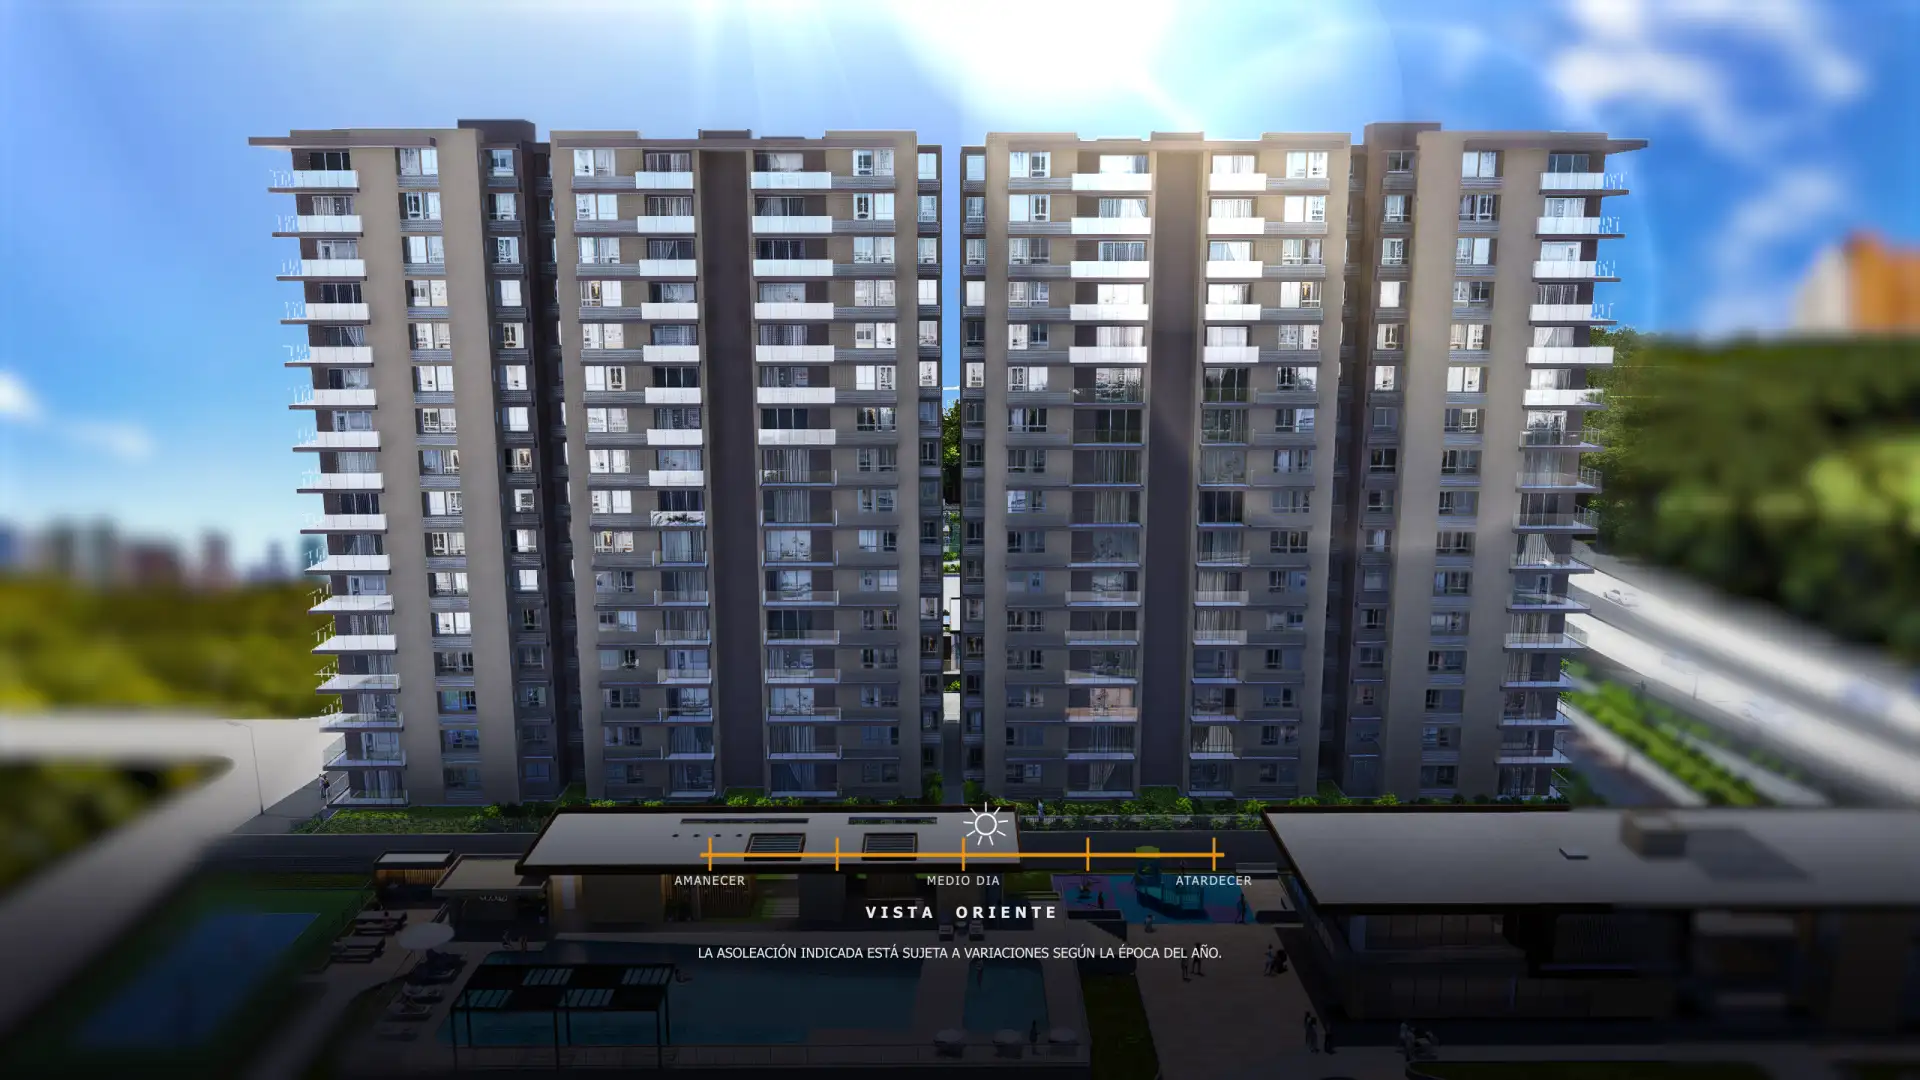 AMANECER MEDIO DIA ATARDECER
VISTA ORIENTE
LA ASOLEACIÓN INDICADA ESTÁ SUJETA A VARIACIONES SEGÚN LA ÉPOCA DEL AÑO.